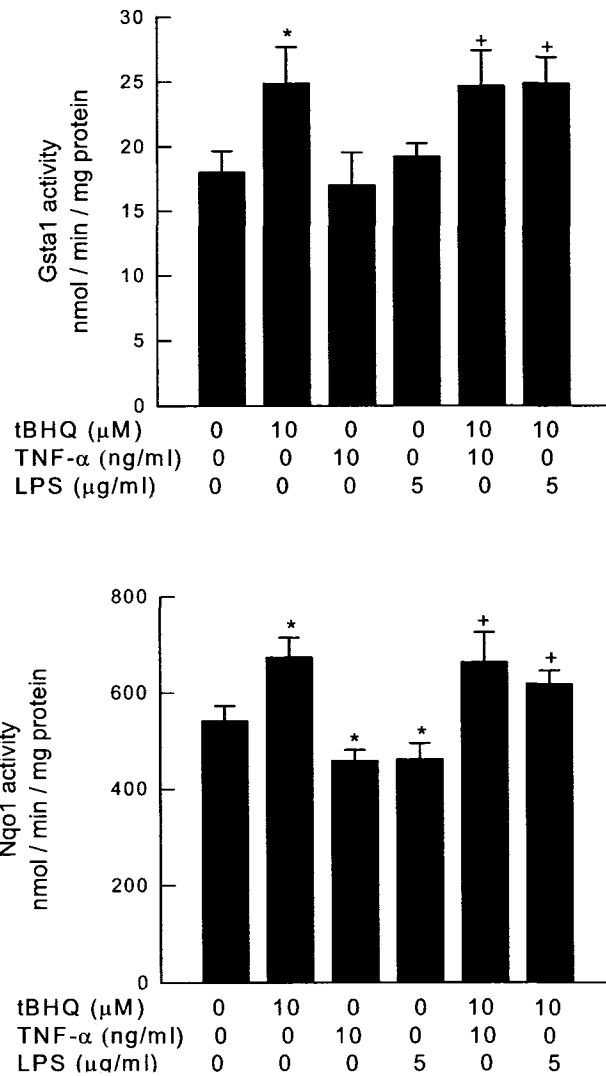 30
25
20
15
10
5
0
Gsta1 activity
nmol / min / mg protein
* + +
tBHQ (µM) 0 10 0 0 10 10
TNF-α (ng/ml) 0 0 10 0 10 0
LPS (µg/ml) 0 0 0 5 0 5
800
600
400
200
0
Nqo1 activity
nmol / min / mg protein
* * * + +
tBHQ (µM) 0 10 0 0 10 10
TNF-α (ng/ml) 0 0 10 0 10 0
LPS (µg/ml) 0 0 0 5 0 5